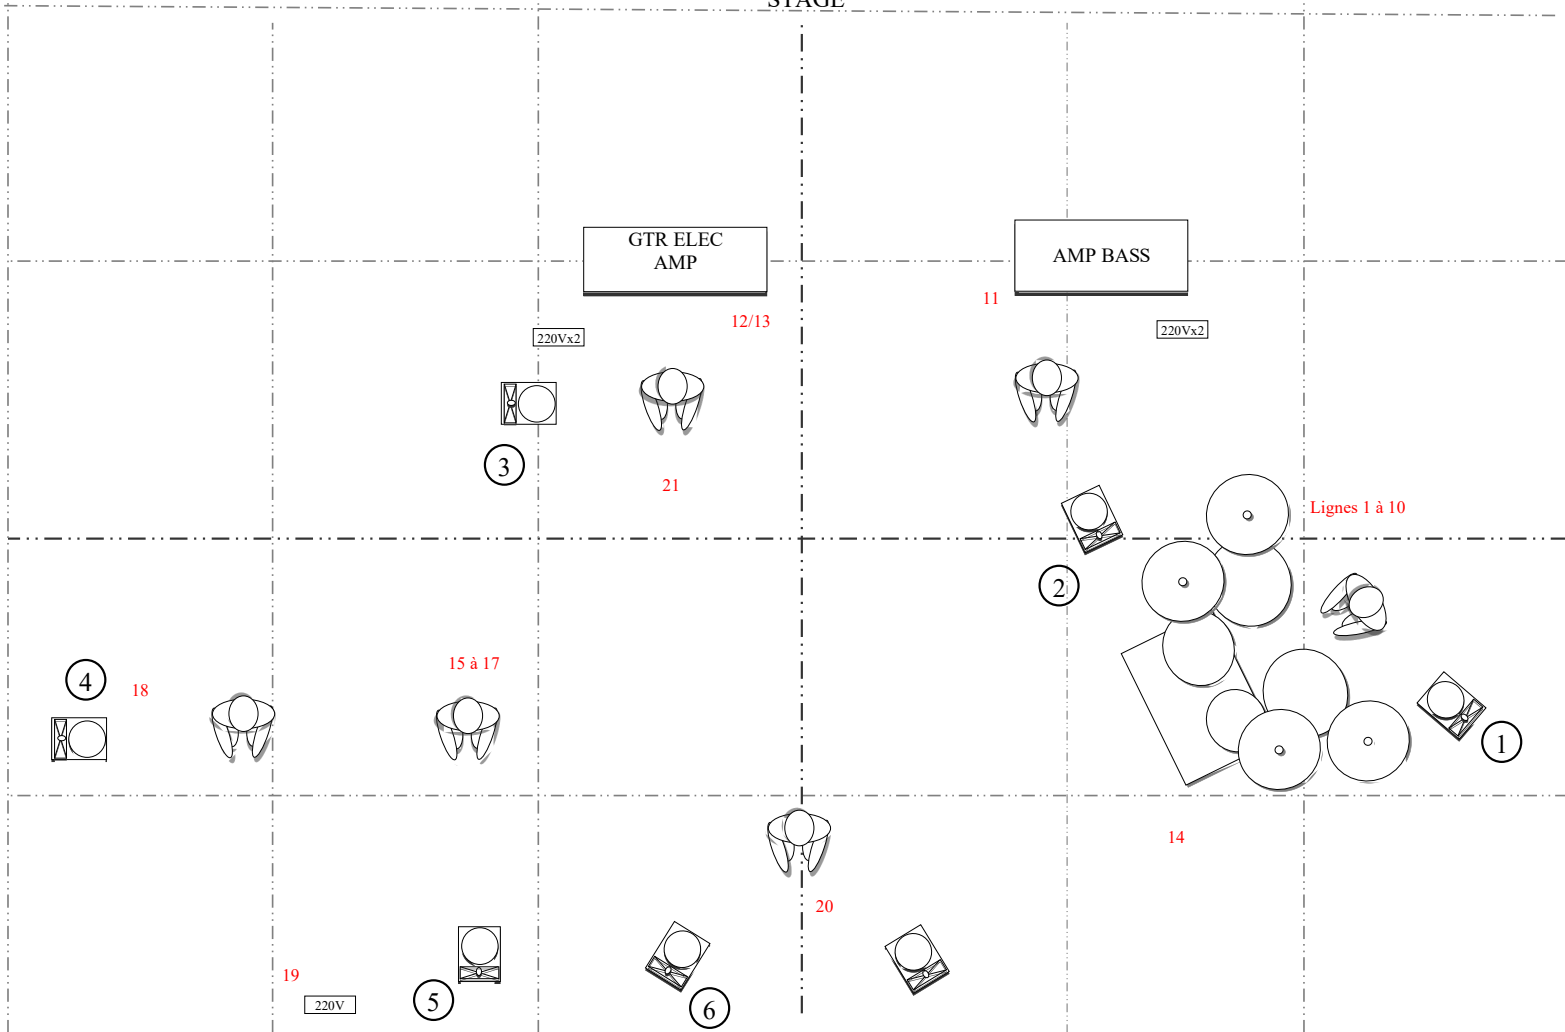 STAGE
GTR ELEC
AMP
AMP BASS
11
12/13
220Vx2
220Vx2
3
21
Lignes 1 à 10
2
15 à 17
4
18
1
14
20
19
220V
5
6